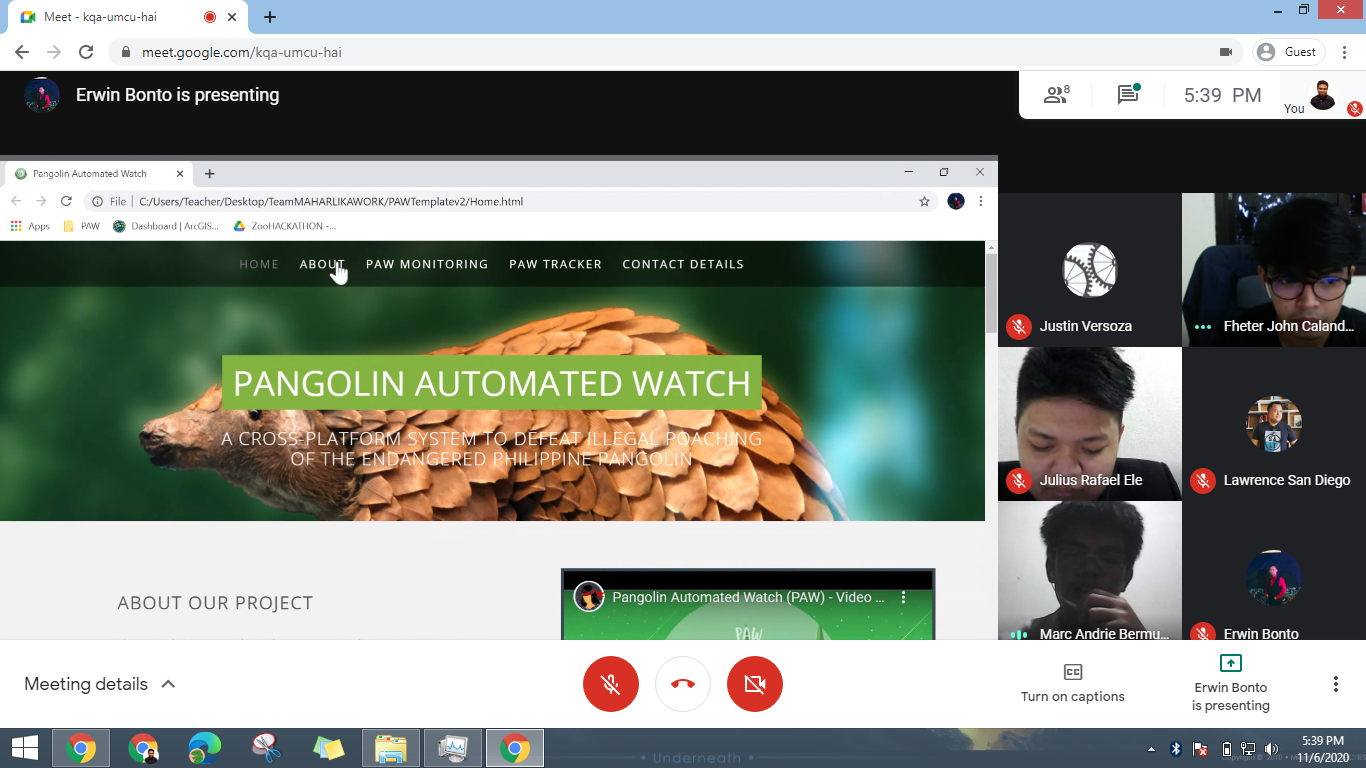 Meet - kqa-umcu-hai
meet.google.com/kqa-umcu-hai
Guest
Erwin Bonto is presenting
8
5:39 PM
You
Pangolin Automated Watch
File
C:/Users/Teacher/Desktop/TeamMAHARLIKAWORK/PAWTemplatev2/Home.html
Apps
PAW
Dashboard | ArcGIS...
ZooHACKATHON -...
HOME
ABOUT
PAW MONITORING
PAW TRACKER
CONTACT DETAILS
PANGOLIN AUTOMATED WATCH
A CROSS-PLATFORM SYSTEM TO DEFEAT ILLEGAL POACHING
OF THE ENDANGERED PHILIPPINE PANGOLIN
ABOUT OUR PROJECT
Pangolin Automated Watch (PAW) - Video ...
PAW
Justin Versoza
Fheter John Caland...
Julius Rafael Ele
Lawrence San Diego
Marc Andrie Bermu...
Erwin Bonto
Meeting details
Turn on captions
Erwin Bonto
is presenting
• Underneath •
5:39 PM
11/6/2020